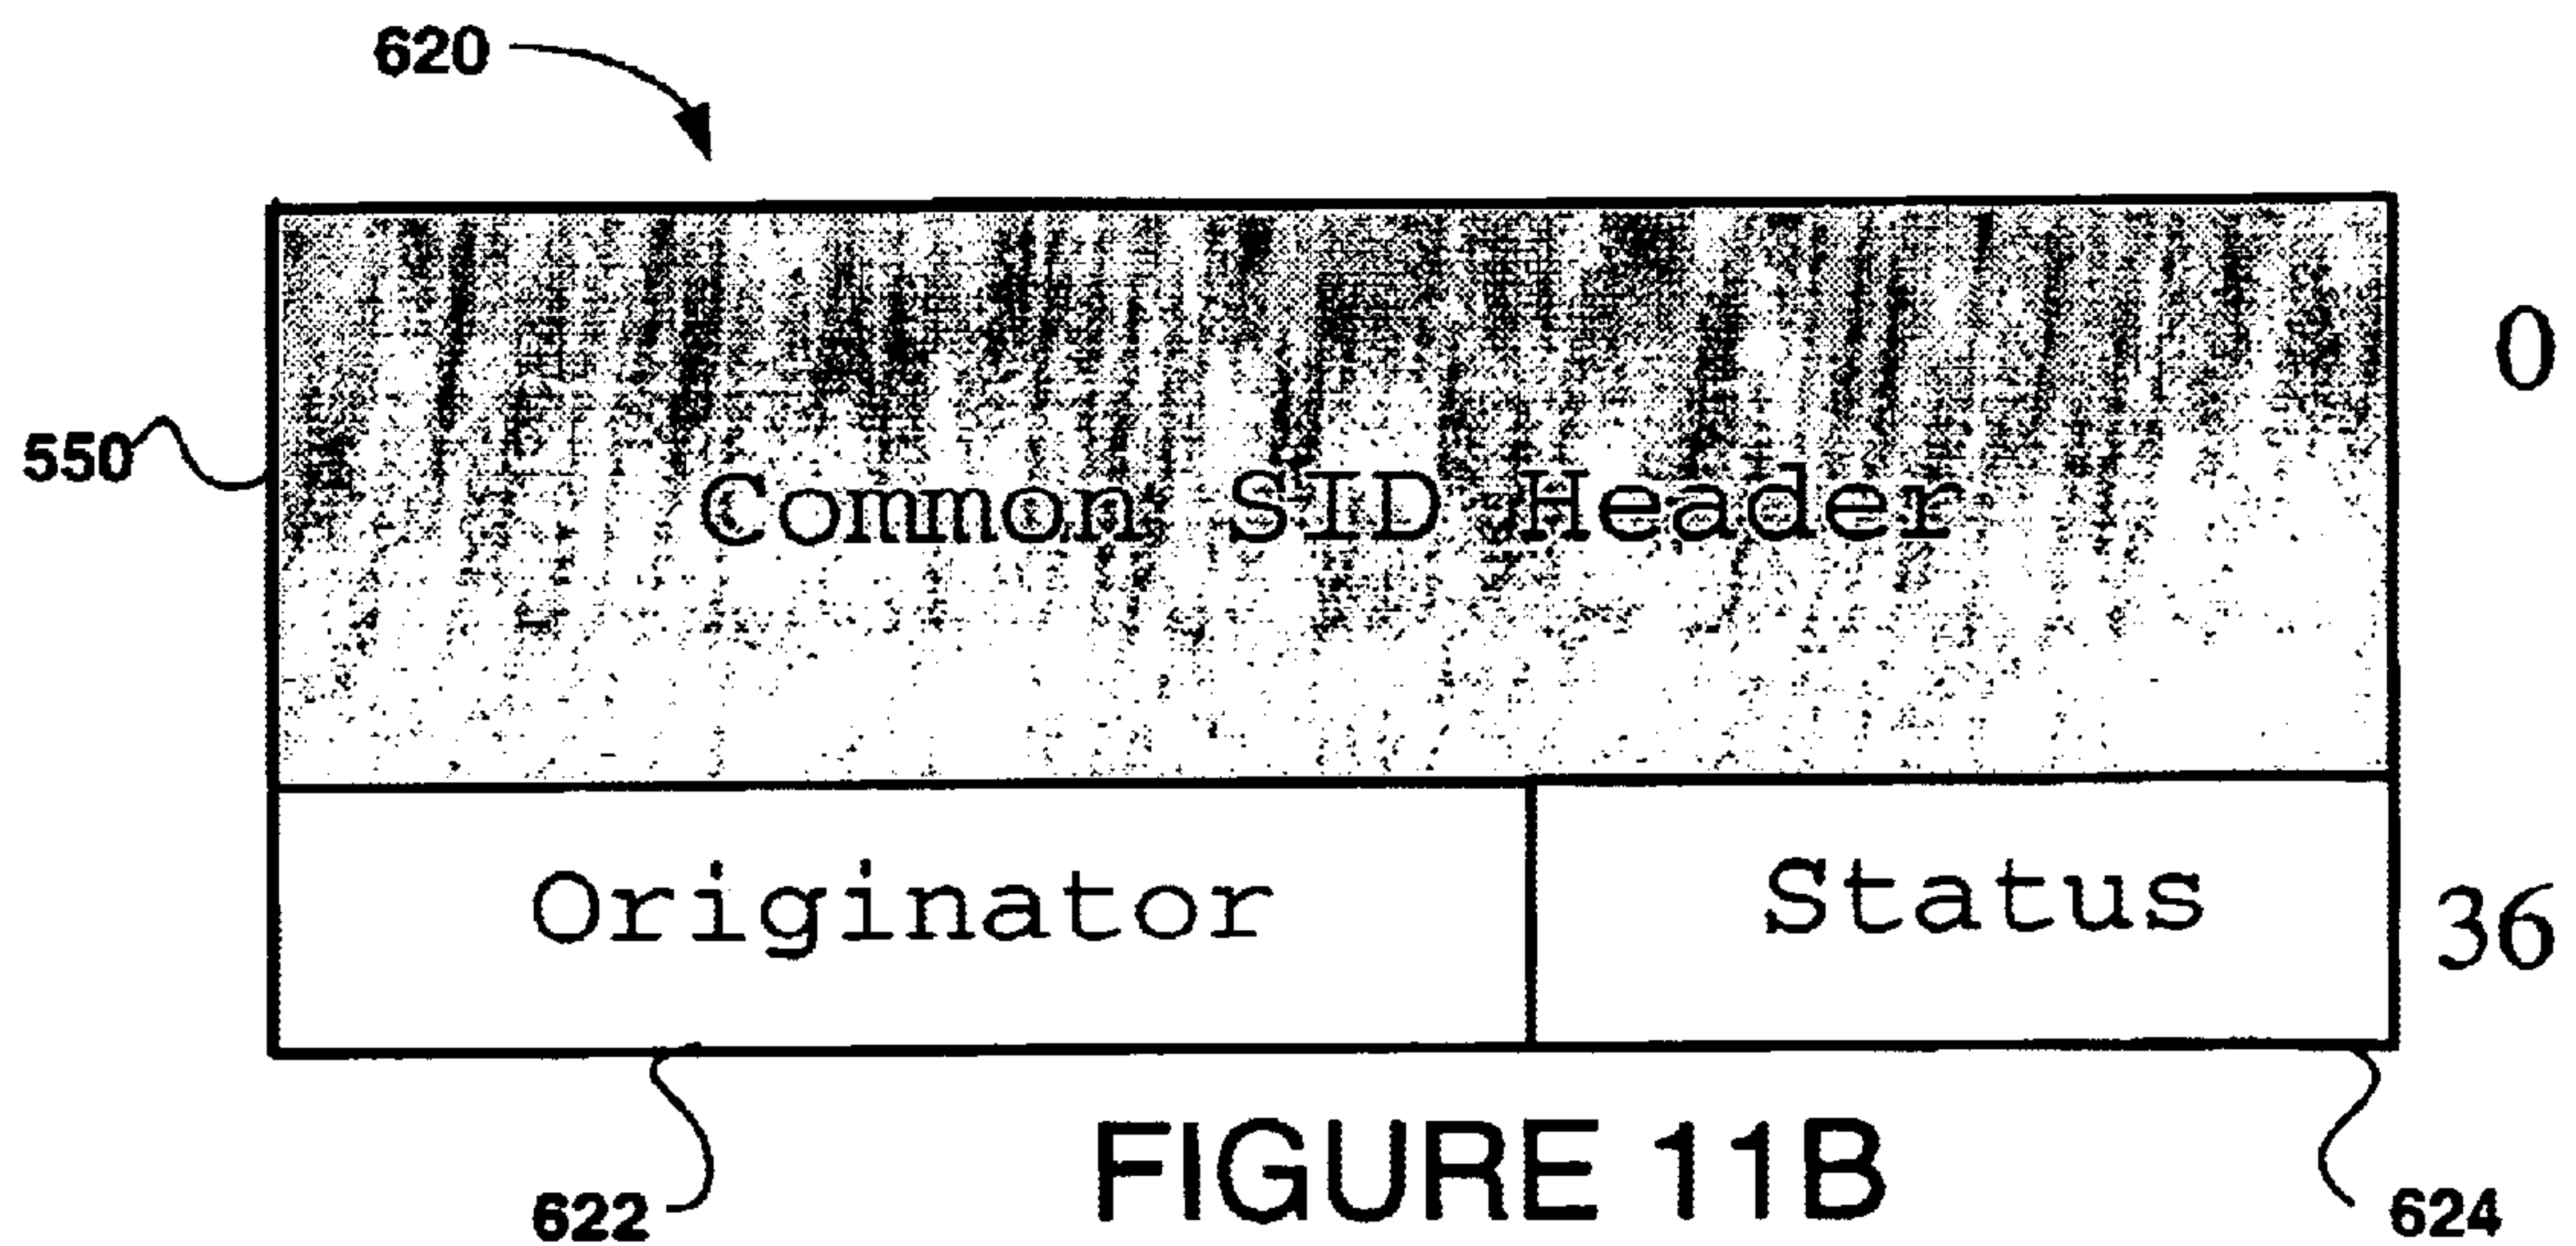 620
0
550
Common SID Header
Originator Status 36
FIGURE 11B
622
624